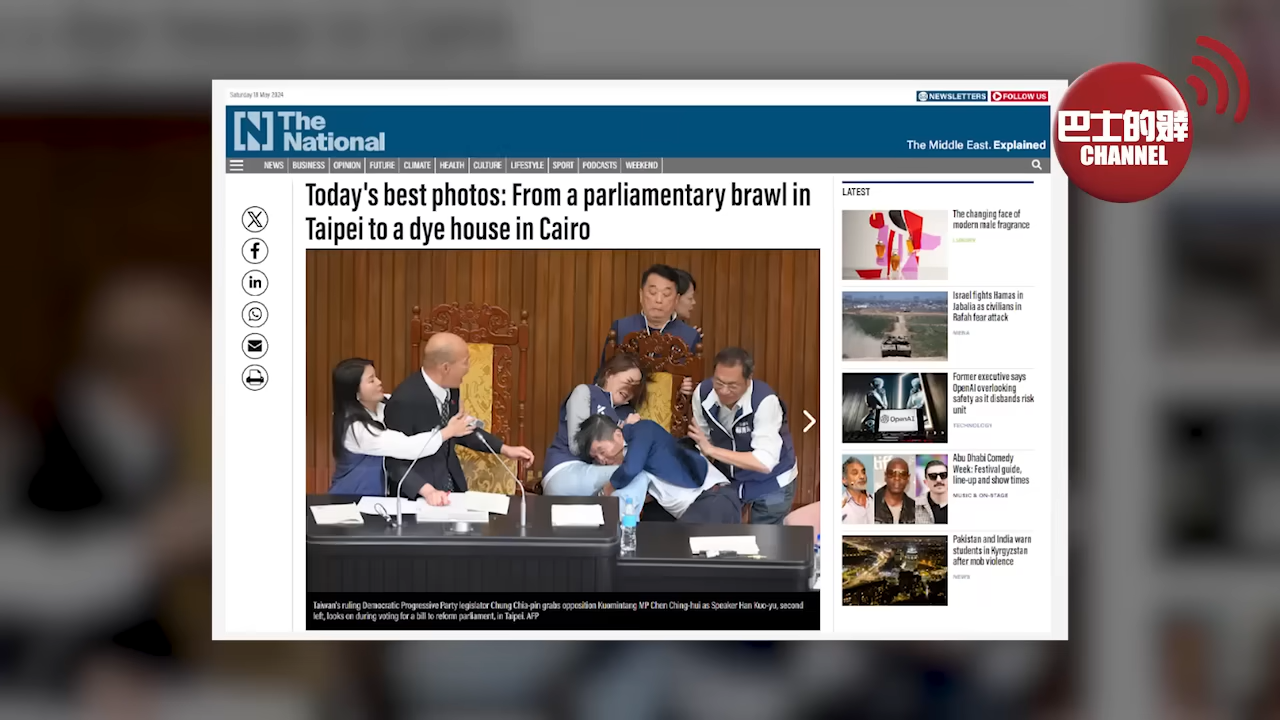 Saturday 18 May 2024
NEWSLETTERS
FOLLOW US
The
National
The Middle East. Explained
NEWS
BUSINESS
OPINION
FUTURE
CLIMATE
HEALTH
CULTURE
LIFESTYLE
SPORT
PODCASTS
WEEKEND
巴士的報
CHANNEL
Today's best photos: From a parliamentary brawl in
Taipei to a dye house in Cairo
Taiwan's ruling Democratic Progressive Party legislator Chung Chia-pin grabs opposition Kuomintang MP Chen Ching-hui as Speaker Han Kuo-yu, second
left, looks on during voting for a bill to reform parliament, in Taipei. AFP
LATEST
The changing face of
modern male fragrance
LUXURY
Israel fights Hamas in
Jabalia as civilians in
Rafah fear attack
MENA
Former executive says
OpenAI overlooking
safety as it disbands risk
unit
TECHNOLOGY
OpenAI
Abu Dhabi Comedy
Week: Festival guide,
line-up and show times
MUSIC & ON-STAGE
Pakistan and India warn
students in Kyrgyzstan
after mob violence
NEWS